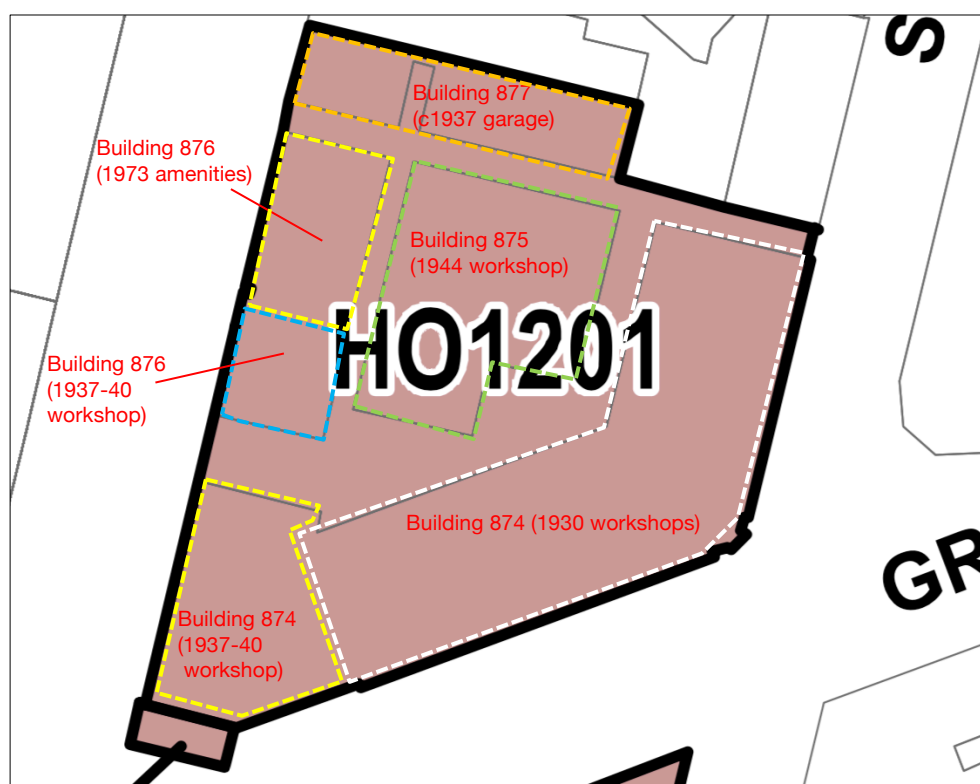 S
Building 877
(c1937 garage)
Building 876
(1973 amenities)
Building 875
(1944 workshop)
HO1201
Building 876
(1937-40
workshop)
Building 874 (1930 workshops)
GR
Building 874
(1937-40
workshop)